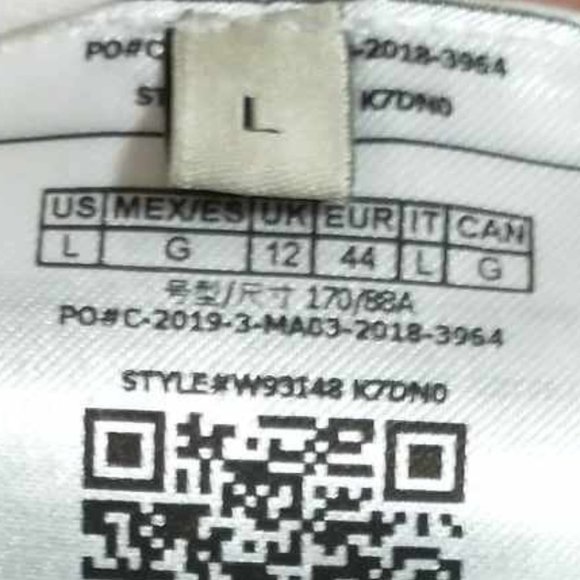 PO#C -2018-3964
ST K7DN0
L
US MEX/ES UK EUR IT CAN
L G 12 44 L G
号型/尺寸 170/88A
PO#C-2019-3-MA03-2018-3964
STYLE#W93148 K7DN0